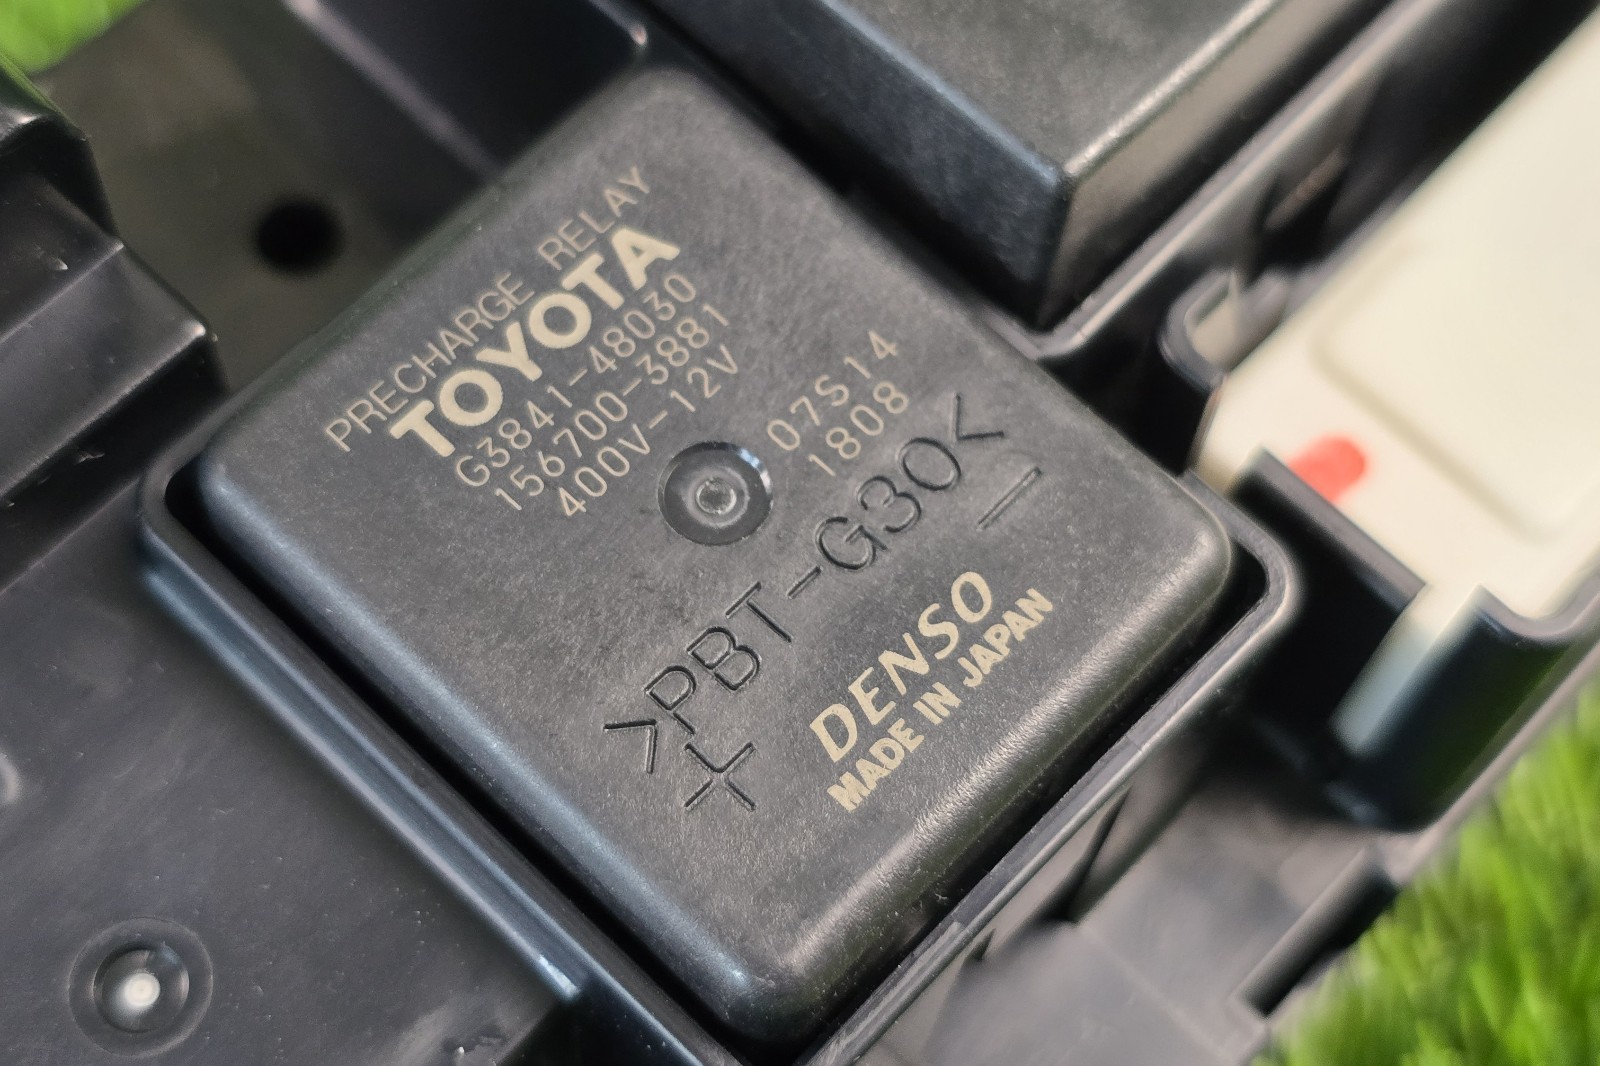 PRECHARGE RELAY
TOYOTA
G3841-48030
156700-3881
400V-12V
07S14
1808
>PBT-G30<
+ −
DENSO
MADE IN JAPAN